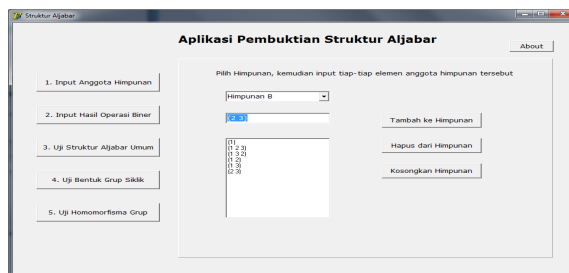 Struktur Aljabar
Aplikasi Pembuktian Struktur Aljabar
About
Pilih Himpunan, kemudian input tiap-tiap elemen anggota himpunan tersebut
1. Input Anggota Himpunan
Himpunan B
2. Input Hasil Operasi Biner
(2 3)
Tambah ke Himpunan
3. Uji Struktur Aljabar Umum
(1)
(1 2 3)
(1 3 2)
(1 2)
(1 3)
(2 3)
Hapus dari Himpunan
4. Uji Bentuk Grup Siklik
Kosongkan Himpunan
5. Uji Homomorfisma Grup